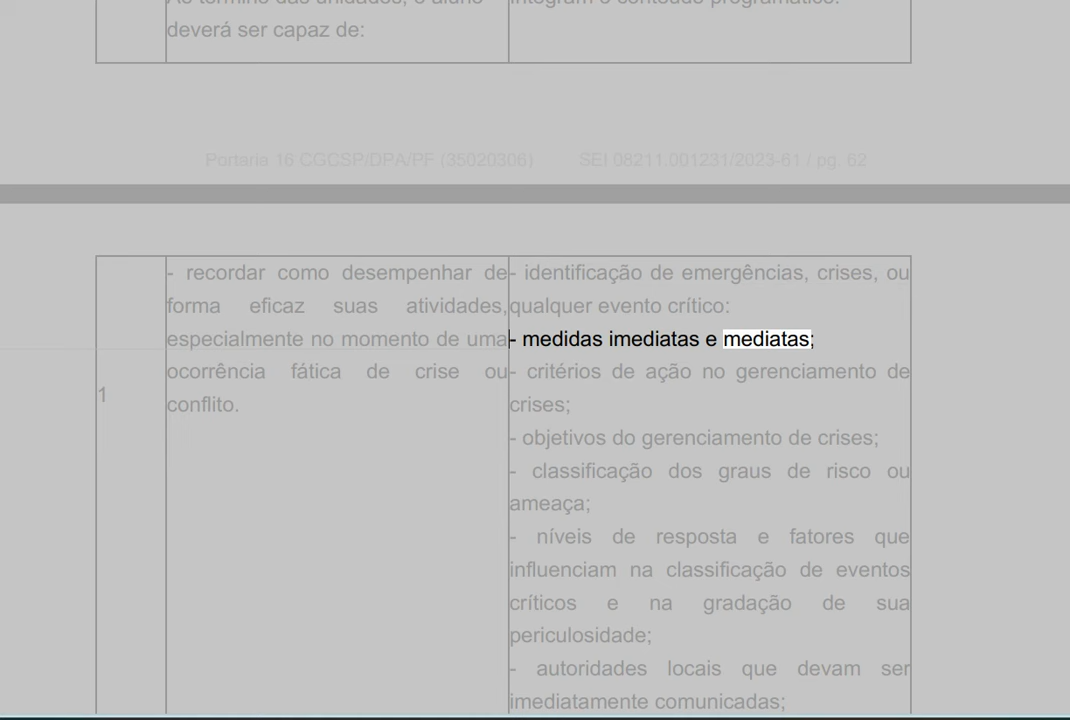 deverá ser capaz de:
Portaria 16 CGCSP/DPA/PF (35020306) SEI 08211.001231/2023-61 / pg. 62
1
- recordar como desempenhar de
forma eficaz suas atividades,
especialmente no momento de uma
ocorrência fática de crise ou
conflito.
- identificação de emergências, crises, ou
qualquer evento crítico:
- medidas imediatas e mediatas;
- critérios de ação no gerenciamento de
crises;
- objetivos do gerenciamento de crises;
- classificação dos graus de risco ou
ameaça;
- níveis de resposta e fatores que
influenciam na classificação de eventos
críticos e na gradação de sua
periculosidade;
- autoridades locais que devam ser
imediatamente comunicadas;